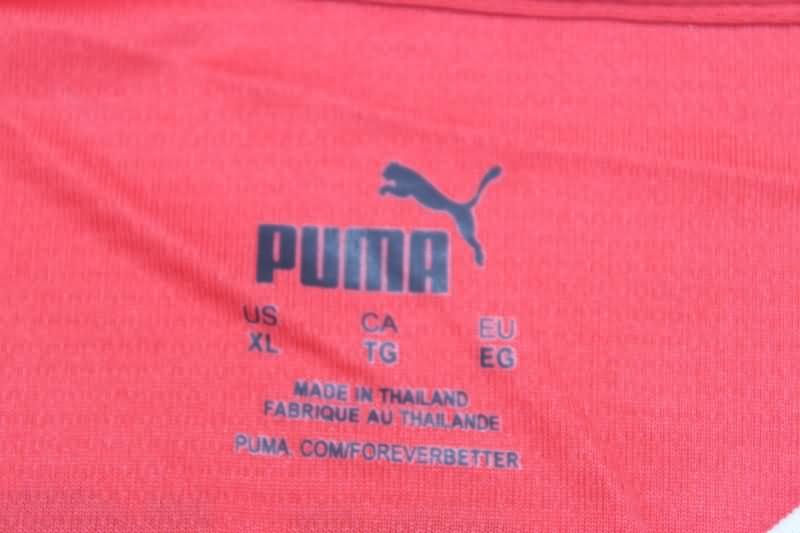 PUMA
US CA EU
XL TG EG
MADE IN THAILAND
FABRIQUE AU THAILANDE
PUMA. COM/FOREVERBETTER